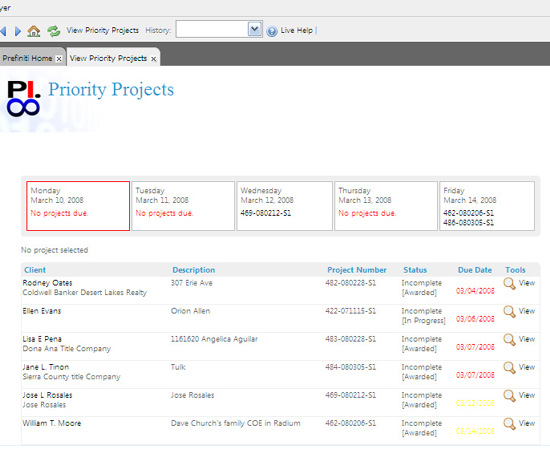 yer
View Priority Projects History: Live Help |
Prefiniti Home x View Priority Projects x
PI. Priority Projects
Monday
March 10, 2008
No projects due.
Tuesday
March 11, 2008
No projects due.
Wednesday
March 12, 2008
469-080212-S1
Thursday
March 13, 2008
No projects due.
Friday
March 14, 2008
462-080206-S1
486-080305-S1
No project selected
Client Description Project Number Status Due Date Tools
Rodney Oates 307 Erie Ave 482-080228-S1 Incomplete 03/04/2008 View
Coldwell Banker Desert Lakes Realty [Awarded]
Ellen Evans Orion Allen 422-071115-S1 Incomplete 03/06/2008 View
[In Progress]
Lisa E Pena 1161620 Angelica Aguilar 483-080228-S1 Incomplete 03/07/2008 View
Dona Ana Title Company [Awarded]
Jane L. Tinon Tulk 484-080305-S1 Incomplete 03/07/2008 View
Sierra County title Company [Awarded]
Jose L Rosales Jose Rosales 469-080212-S1 Incomplete View
Jose Rosales [Awarded]
William T. Moore Dave Church's family COE in Radium 462-080206-S1 Incomplete View
[Awarded]